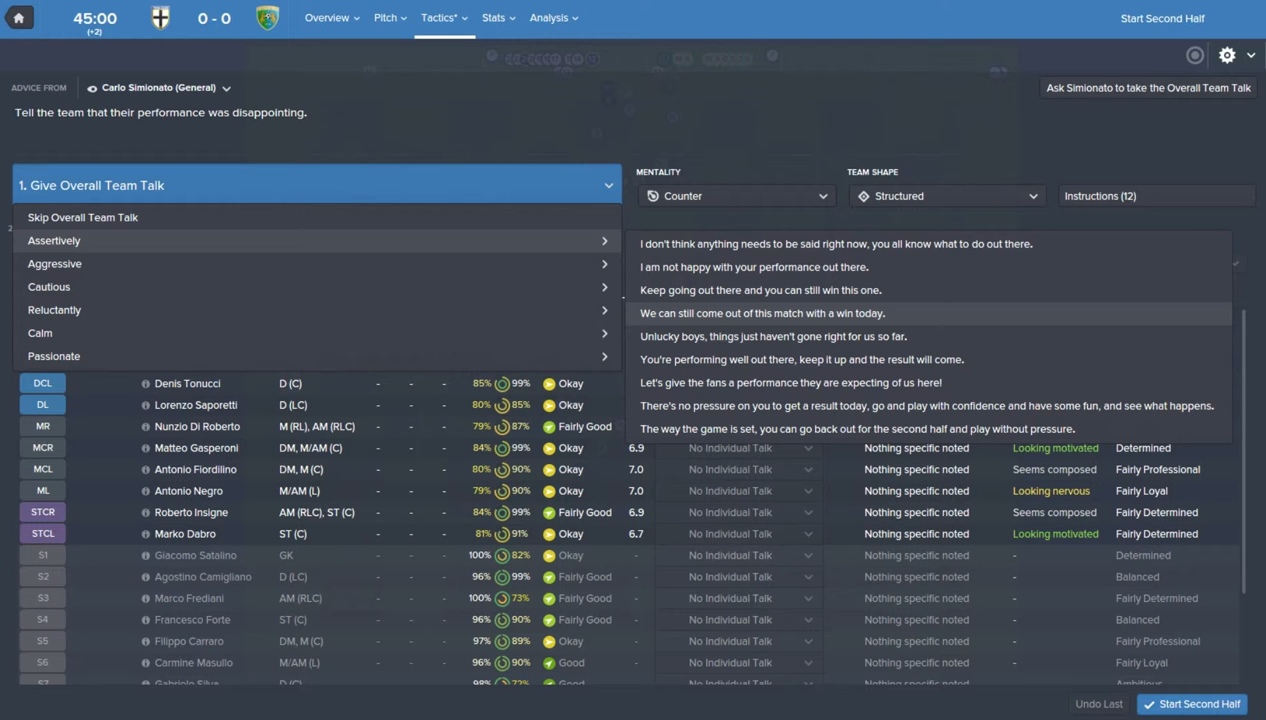 45:00 0 - 0 Overview Pitch Tactics* Stats Analysis Start Second Half
(+2)
ADVICE FROM Carlo Simionato (General) Ask Simionato to take the Overall Team Talk
Tell the team that their performance was disappointing.
1. Give Overall Team Talk
MENTALITY TEAM SHAPE
Counter Structured Instructions (12)
Skip Overall Team Talk
Assertively
Aggressive
Cautious
Reluctantly
Calm
Passionate
I don't think anything needs to be said right now, you all know what to do out there.
I am not happy with your performance out there.
Keep going out there and you can still win this one.
We can still come out of this match with a win today.
Unlucky boys, things just haven't gone right for us so far.
You're performing well out there, keep it up and the result will come.
Let's give the fans a performance they are expecting of us here!
There's no pressure on you to get a result today, go and play with confidence and have some fun, and see what happens.
The way the game is set, you can go back out for the second half and play without pressure.
DCL Denis Tonucci D (C) - - - 85% 99% Okay
DL Lorenzo Saporetti D (LC) - - - 80% 85% Okay
MR Nunzio Di Roberto M (RL), AM (RLC) - - - 79% 87% Fairly Good
MCR Matteo Gasperoni DM, M/AM (C) - - - 84% 99% Okay 6.9 No Individual Talk Nothing specific noted Looking motivated Determined
MCL Antonio Fiordilino DM, M (C) - - - 80% 90% Okay 7.0 No Individual Talk Nothing specific noted Seems composed Fairly Professional
ML Antonio Negro M/AM (L) - - - 79% 90% Okay 7.0 No Individual Talk Nothing specific noted Looking nervous Fairly Loyal
STCR Roberto Insigne AM (RLC), ST (C) - - - 84% 99% Fairly Good 6.9 No Individual Talk Nothing specific noted Seems composed Fairly Determined
STCL Marko Dabro ST (C) - - - 81% 91% Okay 6.7 No Individual Talk Nothing specific noted Looking motivated Fairly Determined
S1 Giacomo Satalino GK - - - 100% 82% Okay - No Individual Talk Nothing specific noted - Determined
S2 Agostino Camigliano D (LC) - - - 96% 99% Fairly Good - No Individual Talk Nothing specific noted - Balanced
S3 Marco Frediani AM (RLC) - - - 100% 73% Fairly Good - No Individual Talk Nothing specific noted - Fairly Determined
S4 Francesco Forte ST (C) - - - 96% 90% Fairly Good - No Individual Talk Nothing specific noted - Balanced
S5 Filippo Carraro DM, M (C) - - - 97% 89% Okay - No Individual Talk Nothing specific noted - Fairly Professional
S6 Carmine Masullo M/AM (L) - - - 96% 90% Good - No Individual Talk Nothing specific noted - Fairly Loyal
S7 Gabriele Silva D (C) - - - 98% 72% Good - No Individual Talk Nothing specific noted - Ambitious
Undo Last Start Second Half